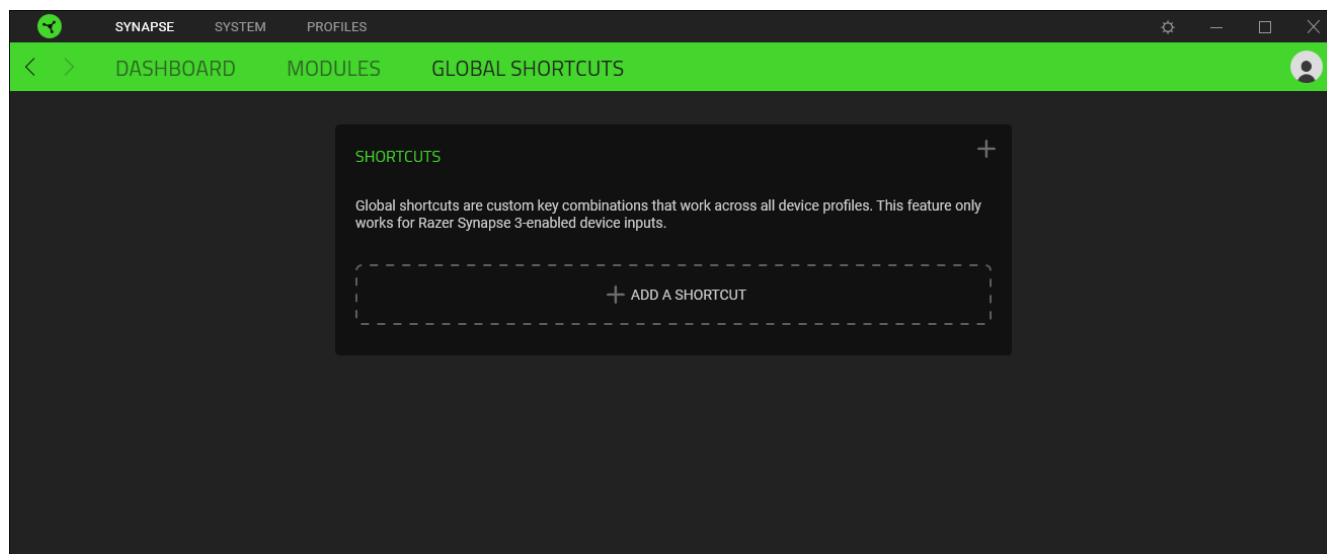 SYNAPSE SYSTEM PROFILES
DASHBOARD MODULES GLOBAL SHORTCUTS
SHORTCUTS
Global shortcuts are custom key combinations that work across all device profiles. This feature only
works for Razer Synapse 3-enabled device inputs.
ADD A SHORTCUT